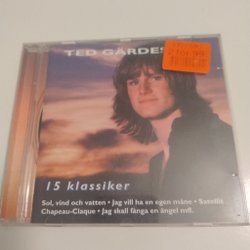 TED GÄRDES
15 klassiker
Sol, vind och vatten • Jag vill ha en egen måne • Satellit
Chapeau-Claque • Jag skall fånga en ängel mfl.